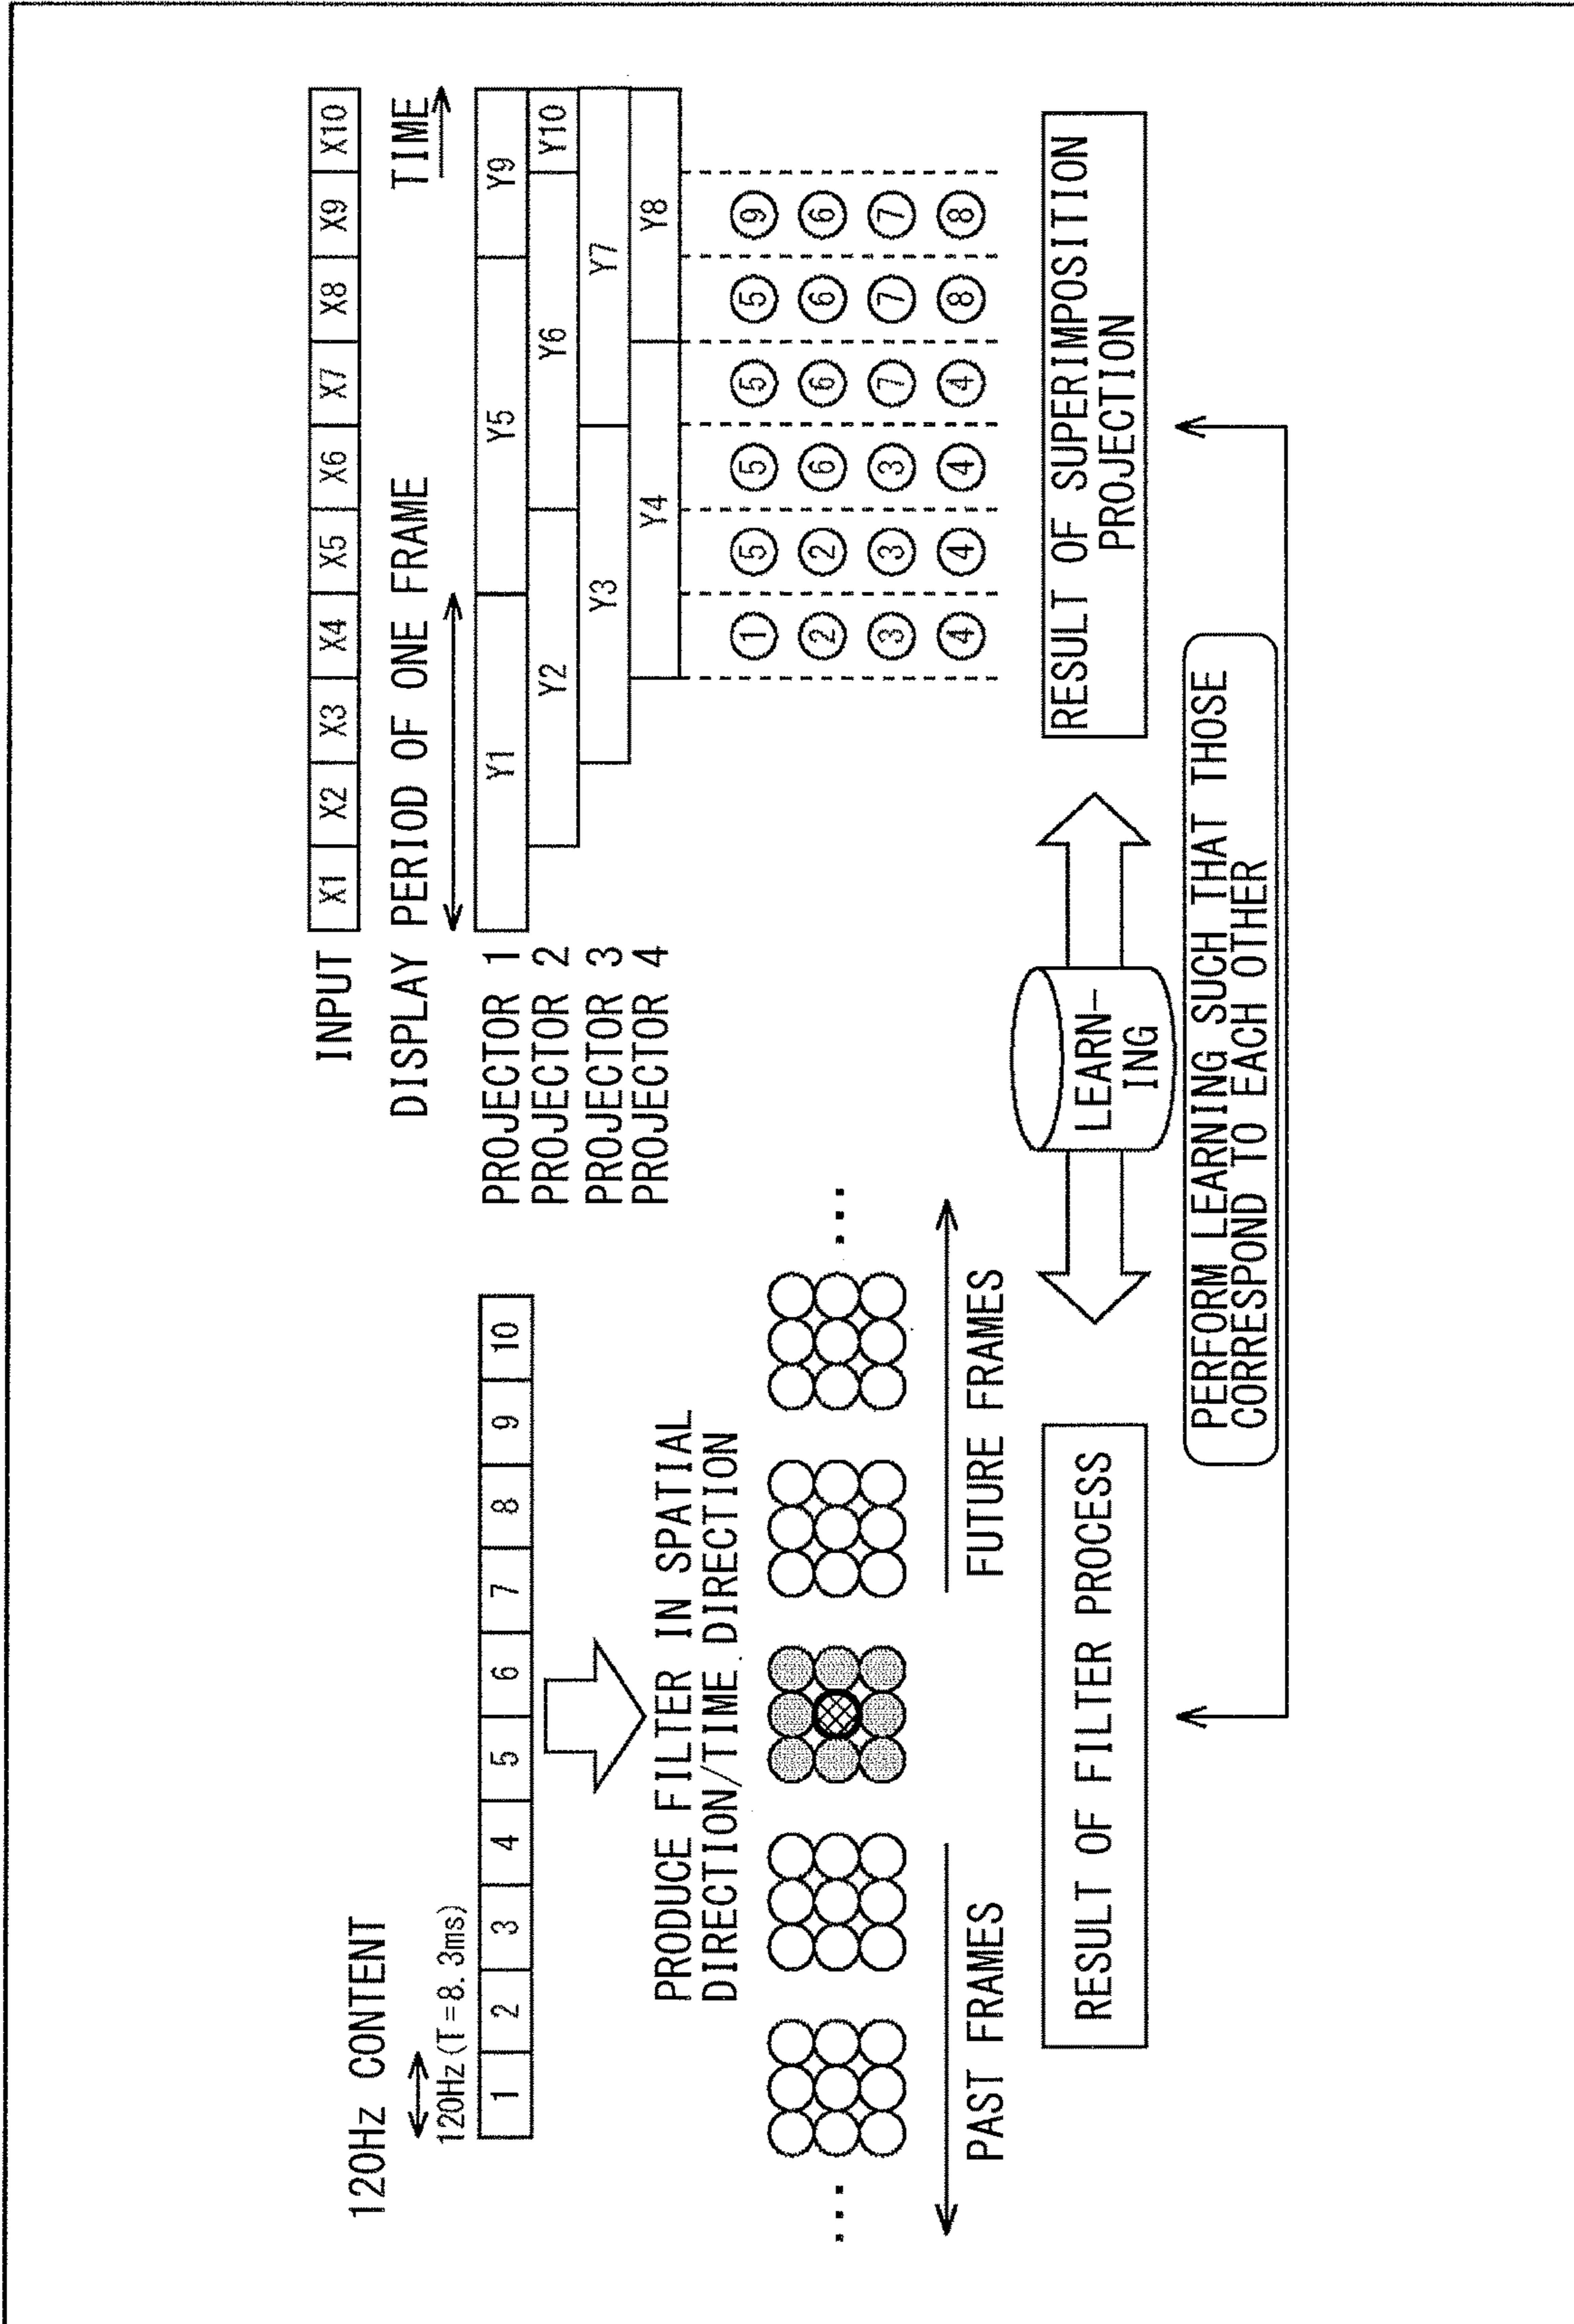 120Hz CONTENT
120Hz(T=8.3ms)
1 2 3 4 5 6 7 8 9 10
PRODUCE FILTER IN SPATIAL
DIRECTION/TIME DIRECTION
... ...
PAST FRAMES
FUTURE FRAMES
RESULT OF FILTER PROCESS
INPUT X1 X2 X3 X4 X5 X6 X7 X8 X9 X10
DISPLAY PERIOD OF ONE FRAME
TIME
PROJECTOR 1 Y1 Y5 Y9
PROJECTOR 2 Y2 Y6 Y10
PROJECTOR 3 Y3 Y7
PROJECTOR 4 Y4 Y8
1 5 5 5 5 9
2 2 6 6 6 6
3 3 3 7 7 7
4 4 4 4 8 8
LEARN-
ING
RESULT OF SUPERIMPOSITION
PROJECTION
PERFORM LEARNING SUCH THAT THOSE
CORRESPOND TO EACH OTHER